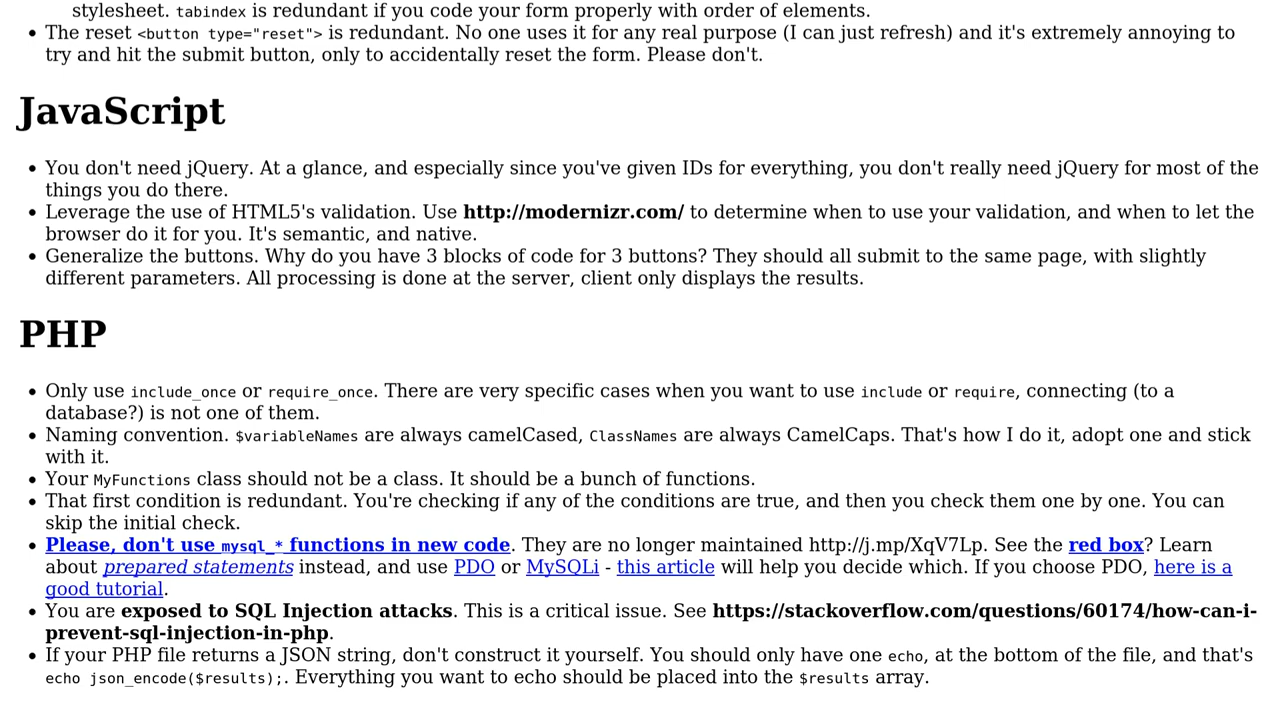 stylesheet. tabindex is redundant if you code your form properly with order of elements.
• The reset <button type="reset"> is redundant. No one uses it for any real purpose (I can just refresh) and it's extremely annoying to
try and hit the submit button, only to accidentally reset the form. Please don't.
JavaScript
• You don't need jQuery. At a glance, and especially since you've given IDs for everything, you don't really need jQuery for most of the
things you do there.
• Leverage the use of HTML5's validation. Use http://modernizr.com/ to determine when to use your validation, and when to let the
browser do it for you. It's semantic, and native.
• Generalize the buttons. Why do you have 3 blocks of code for 3 buttons? They should all submit to the same page, with slightly
different parameters. All processing is done at the server, client only displays the results.
PHP
• Only use include_once or require_once. There are very specific cases when you want to use include or require, connecting (to a
database?) is not one of them.
• Naming convention. $variableNames are always camelCased, ClassNames are always CamelCaps. That's how I do it, adopt one and stick
with it.
• Your MyFunctions class should not be a class. It should be a bunch of functions.
• That first condition is redundant. You're checking if any of the conditions are true, and then you check them one by one. You can
skip the initial check.
• Please, don't use mysql_* functions in new code. They are no longer maintained http://j.mp/XqV7Lp. See the red box? Learn
about prepared statements instead, and use PDO or MySQLi - this article will help you decide which. If you choose PDO, here is a
good tutorial.
• You are exposed to SQL Injection attacks. This is a critical issue. See https://stackoverflow.com/questions/60174/how-can-i-
prevent-sql-injection-in-php.
• If your PHP file returns a JSON string, don't construct it yourself. You should only have one echo, at the bottom of the file, and that's
echo json_encode($results);. Everything you want to echo should be placed into the $results array.